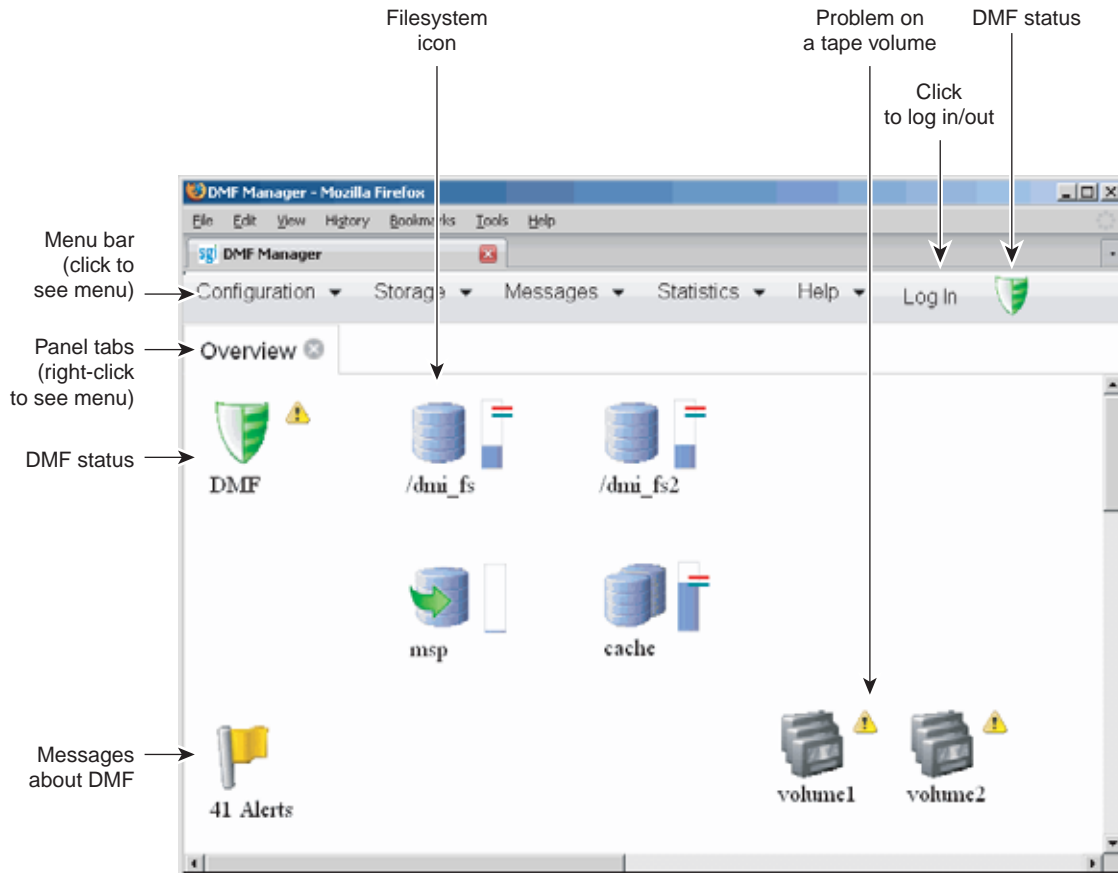 Filesystem
icon
Problem on
a tape volume
DMF status
Click
to log in/out
DMF Manager - Mozilla Firefox
File Edit View History Bookmarks Tools Help
sgi DMF Manager
Menu bar
(click to
see menu)
Configuration Storage Messages Statistics Help Log In
Panel tabs
(right-click
to see menu)
Overview
DMF status
DMF
/dmi_fs
/dmi_fs2
msp
cache
Messages
about DMF
41 Alerts
volume1
volume2